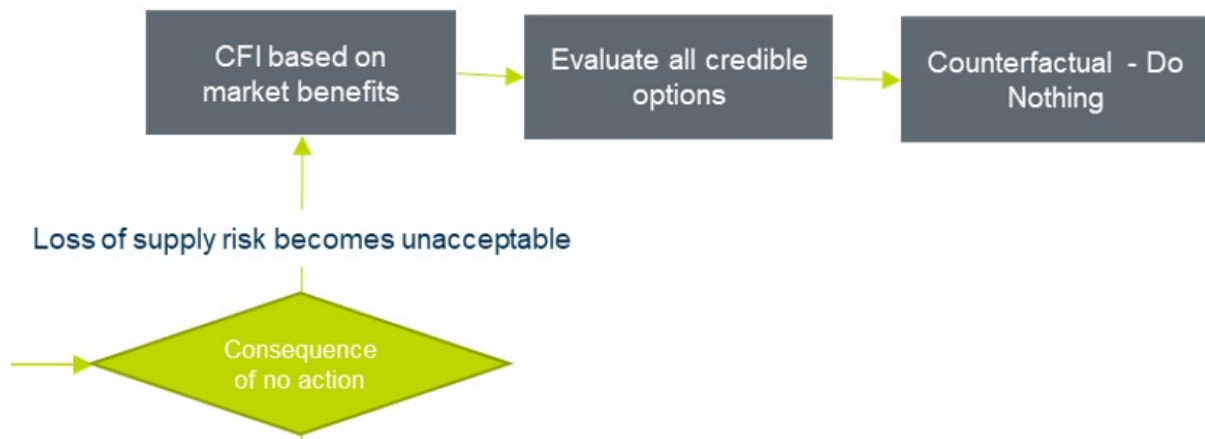 CFI based on
market benefits
Evaluate all credible
options
Counterfactual - Do
Nothing
Loss of supply risk becomes unacceptable
Consequence
of no action